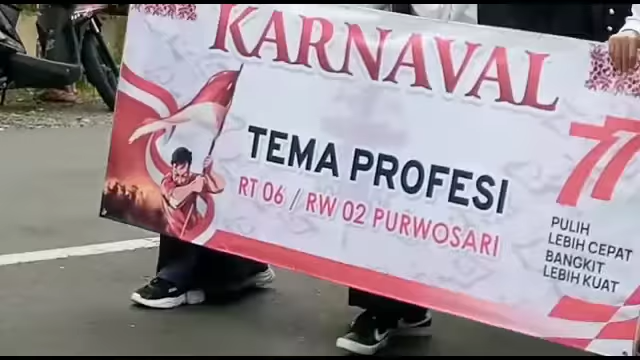 KARNAVAL
TEMA PROFESI
RT 06 / RW 02 PURWOSARI
77
PULIH
LEBIH CEPAT
BANGKIT
LEBIH KUAT